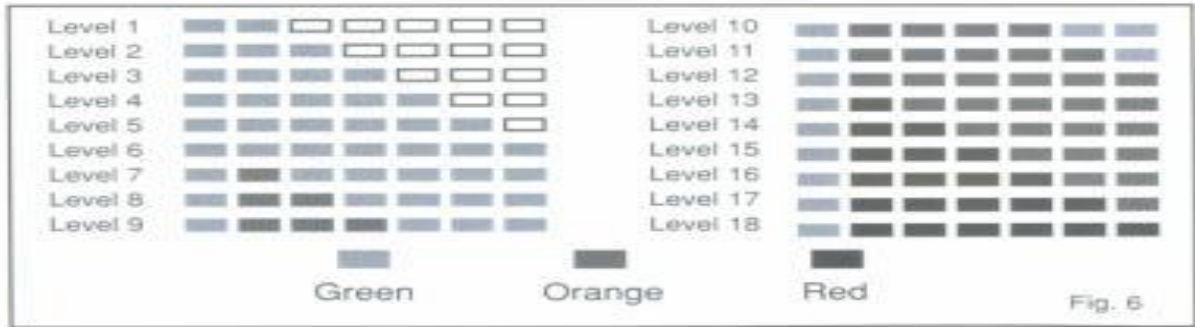 Level 1
Level 2
Level 3
Level 4
Level 5
Level 6
Level 7
Level 8
Level 9
Level 10
Level 11
Level 12
Level 13
Level 14
Level 15
Level 16
Level 17
Level 18
Green Orange Red
Fig. 6